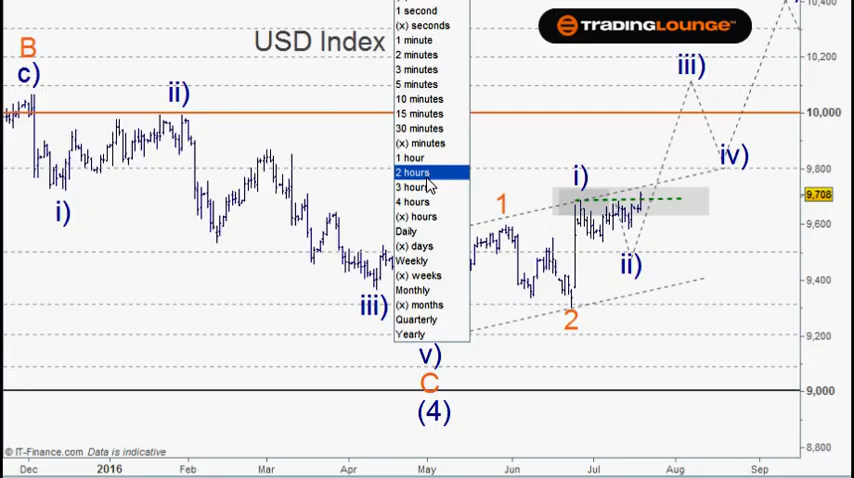 10,400
TRADINGLOUNGE
USD Index
1 second
(x) seconds
1 minute
2 minutes
3 minutes
5 minutes
10 minutes
15 minutes
30 minutes
(x) minutes
1 hour
2 hours
3 hours
4 hours
(x) hours
Daily
(x) days
Weekly
(x) weeks
Monthly
(x) months
Quarterly
Yearly
B
c)
ii)
i)
iii)
v)
C
(4)
1
2
i)
ii)
iii)
iv)
10,200
10,000
9,800
9,708
9,600
9,400
9,200
9,000
8,800
© IT-Finance.com Data is indicative
Dec 2016 Feb Mar Apr May Jun Jul Aug Sep